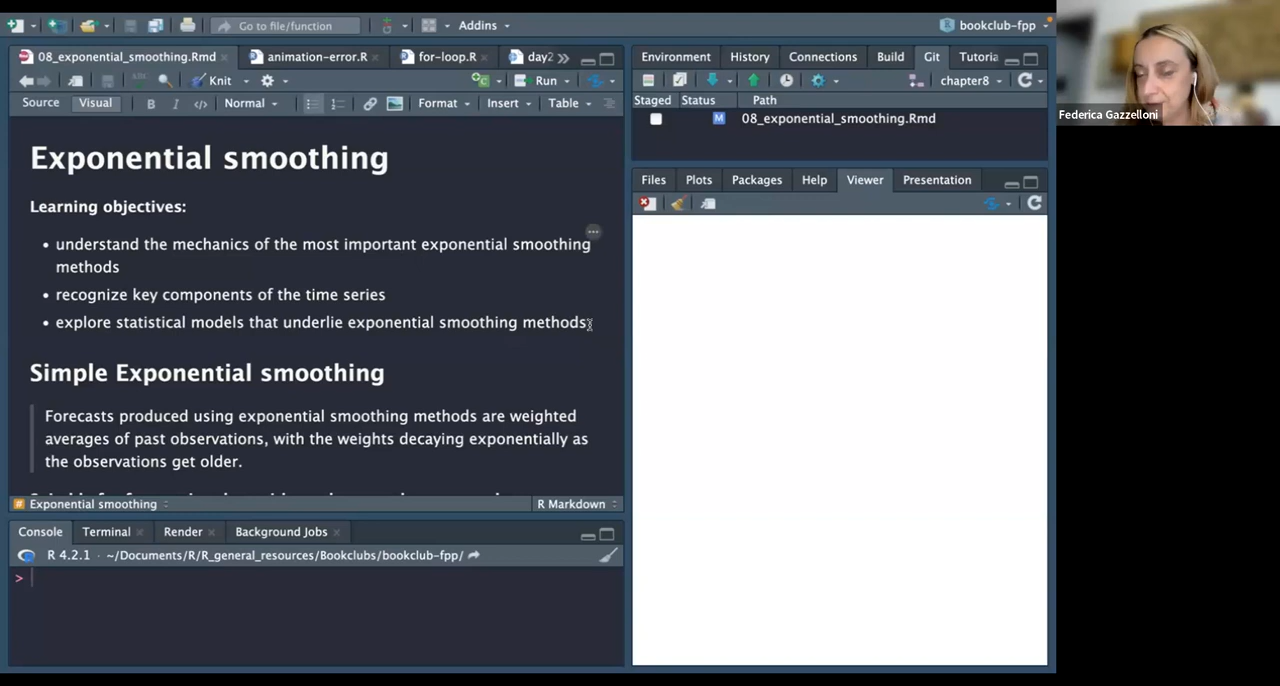 Go to file/function
Addins
bookclub-fpp
08_exponential_smoothing.Rmd
animation-error.R
for-loop.R
day2
Knit
Run
Source
Visual
B
I
Normal
Format
Insert
Table
Exponential smoothing
Learning objectives:
• understand the mechanics of the most important exponential smoothing
methods
• recognize key components of the time series
• explore statistical models that underlie exponential smoothing methods
Simple Exponential smoothing
Forecasts produced using exponential smoothing methods are weighted
averages of past observations, with the weights decaying exponentially as
the observations get older.
# Exponential smoothing
R Markdown
Console
Terminal
Render
Background Jobs
R 4.2.1 · ~/Documents/R/R_general_resources/Bookclubs/bookclub-fpp/
>
Environment
History
Connections
Build
Git
Tutoria
chapter8
Staged
Status
Path
M
08_exponential_smoothing.Rmd
Files
Plots
Packages
Help
Viewer
Presentation
Federica Gazzelloni